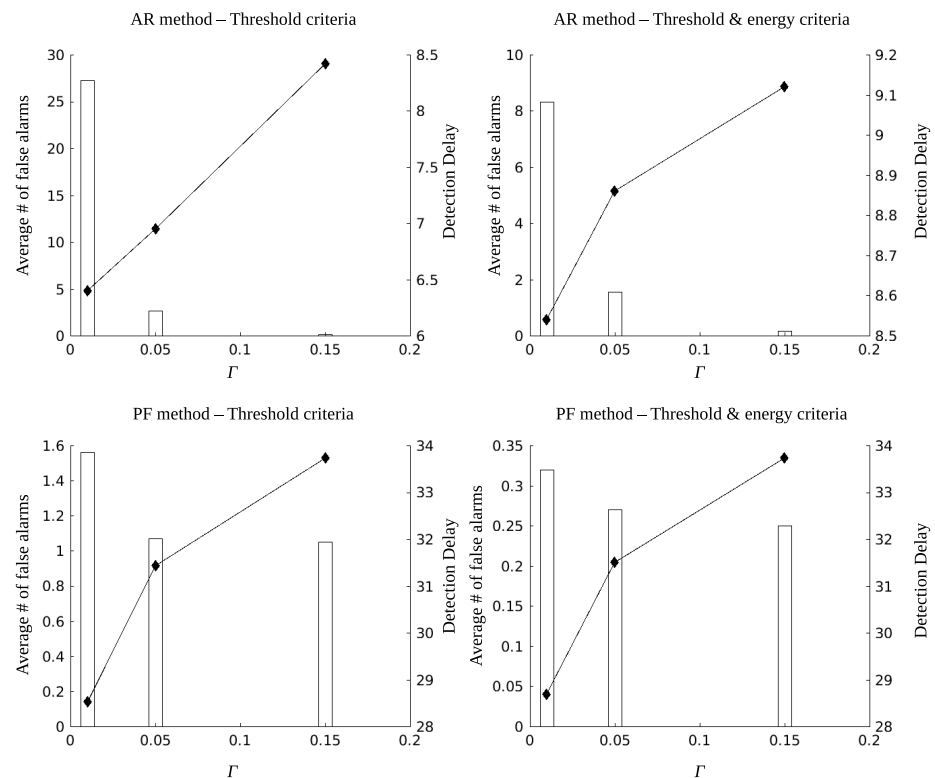 AR method – Threshold criteria
30
25
20
15
10
5
0
8.5
8
7.5
7
6.5
6
0 0.05 0.1 0.15 0.2
Average # of false alarms
Detection Delay
Γ
AR method – Threshold & energy criteria
10
8
6
4
2
0
9.2
9.1
9
8.9
8.8
8.7
8.6
8.5
0 0.05 0.1 0.15 0.2
Average # of false alarms
Detection Delay
Γ
PF method – Threshold criteria
1.6
1.4
1.2
1
0.8
0.6
0.4
0.2
0
34
33
32
31
30
29
28
0 0.05 0.1 0.15 0.2
Average # of false alarms
Detection Delay
Γ
PF method – Threshold & energy criteria
0.35
0.3
0.25
0.2
0.15
0.1
0.05
0
34
33
32
31
30
29
28
0 0.05 0.1 0.15 0.2
Average # of false alarms
Detection Delay
Γ